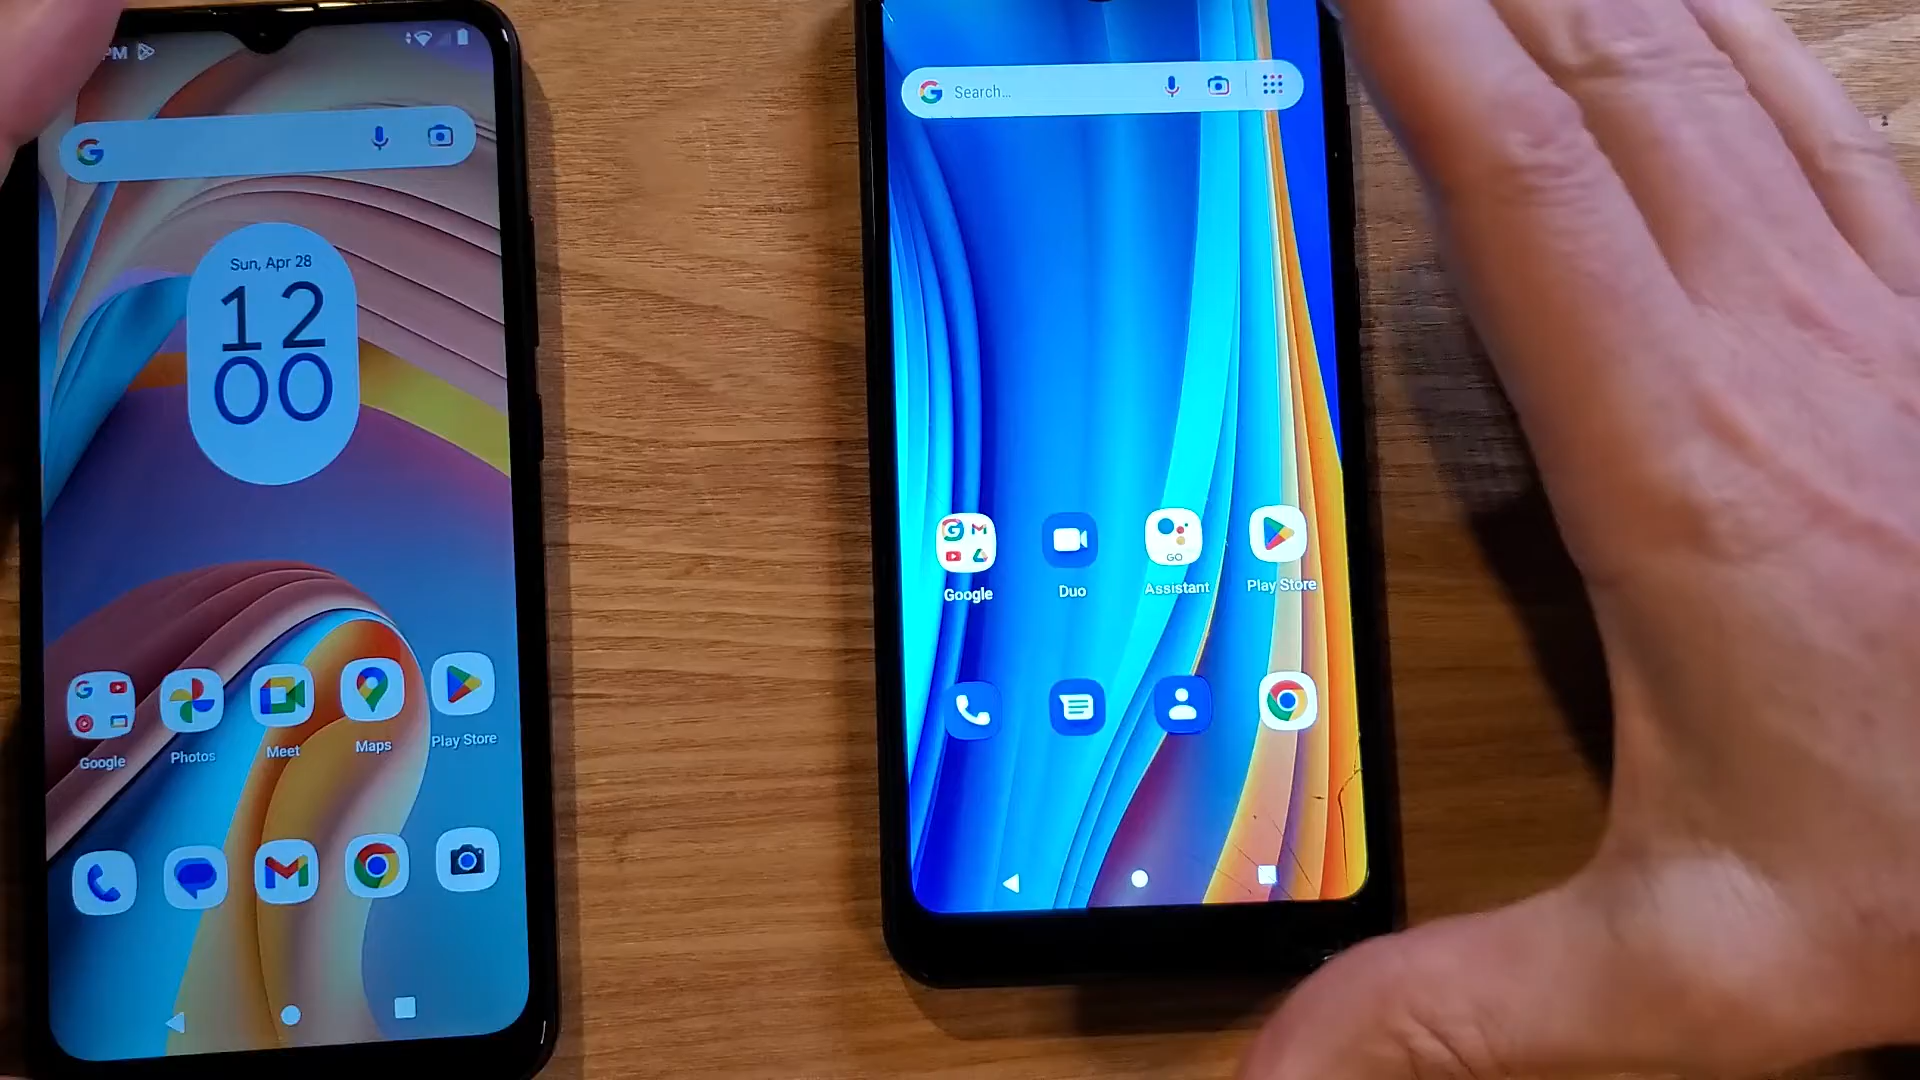 PM
Sun, Apr 28
12
00
Google
Photos
Meet
Maps
Play Store
Search...
GO
Google
Duo
Assistant
Play Store